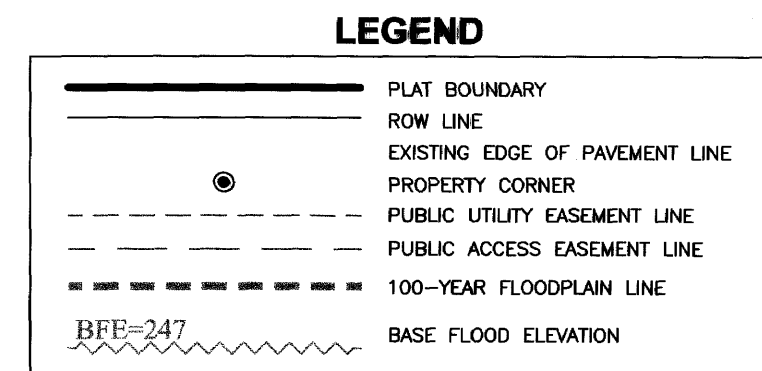 LEGEND
PLAT BOUNDARY
ROW LINE
EXISTING EDGE OF PAVEMENT LINE
PROPERTY CORNER
PUBLIC UTILITY EASEMENT LINE
PUBLIC ACCESS EASEMENT LINE
100-YEAR FLOODPLAIN LINE
BFE=247 BASE FLOOD ELEVATION